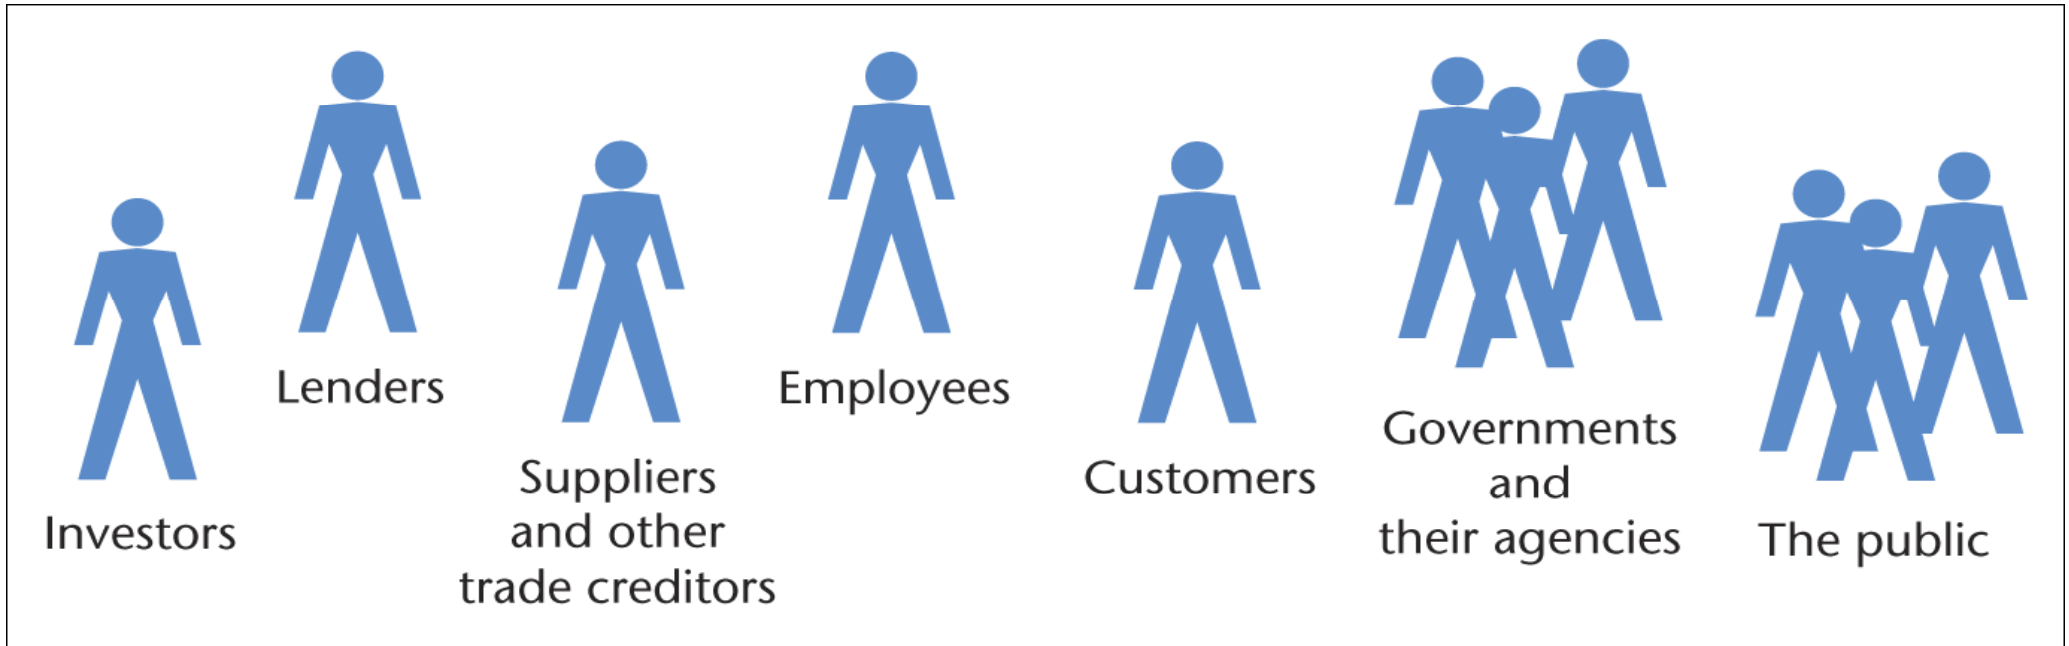 Investors
Lenders
Suppliers
and other
trade creditors
Employees
Customers
Governments
and
their agencies
The public